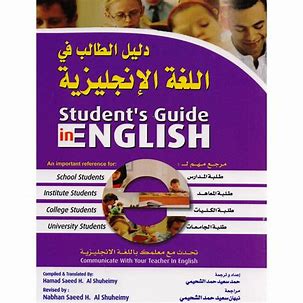 دليل الطالب في
اللغة الإنجليزية
Student's Guide
in ENGLISH
An important reference for:
مرجع مهم لـ :
School Students
طلبة المدارس
Institute Students
طلبة المعاهد
College Students
طلبة الكليات
University Students
طلبة الجامعات
تحدث مع معلمك باللغة الانجليزية
Communicate With Your Teacher in English
Compiled & Translated By:
إعداد و ترجمة
Hamad Saeed H. Al Shuheimy
حمد سعيد حمد الشحيمي
Revised by :
مراجعة
Nabhan Saeed H. Al Shuheimy
نبهان سعيد حمد الشحيمي